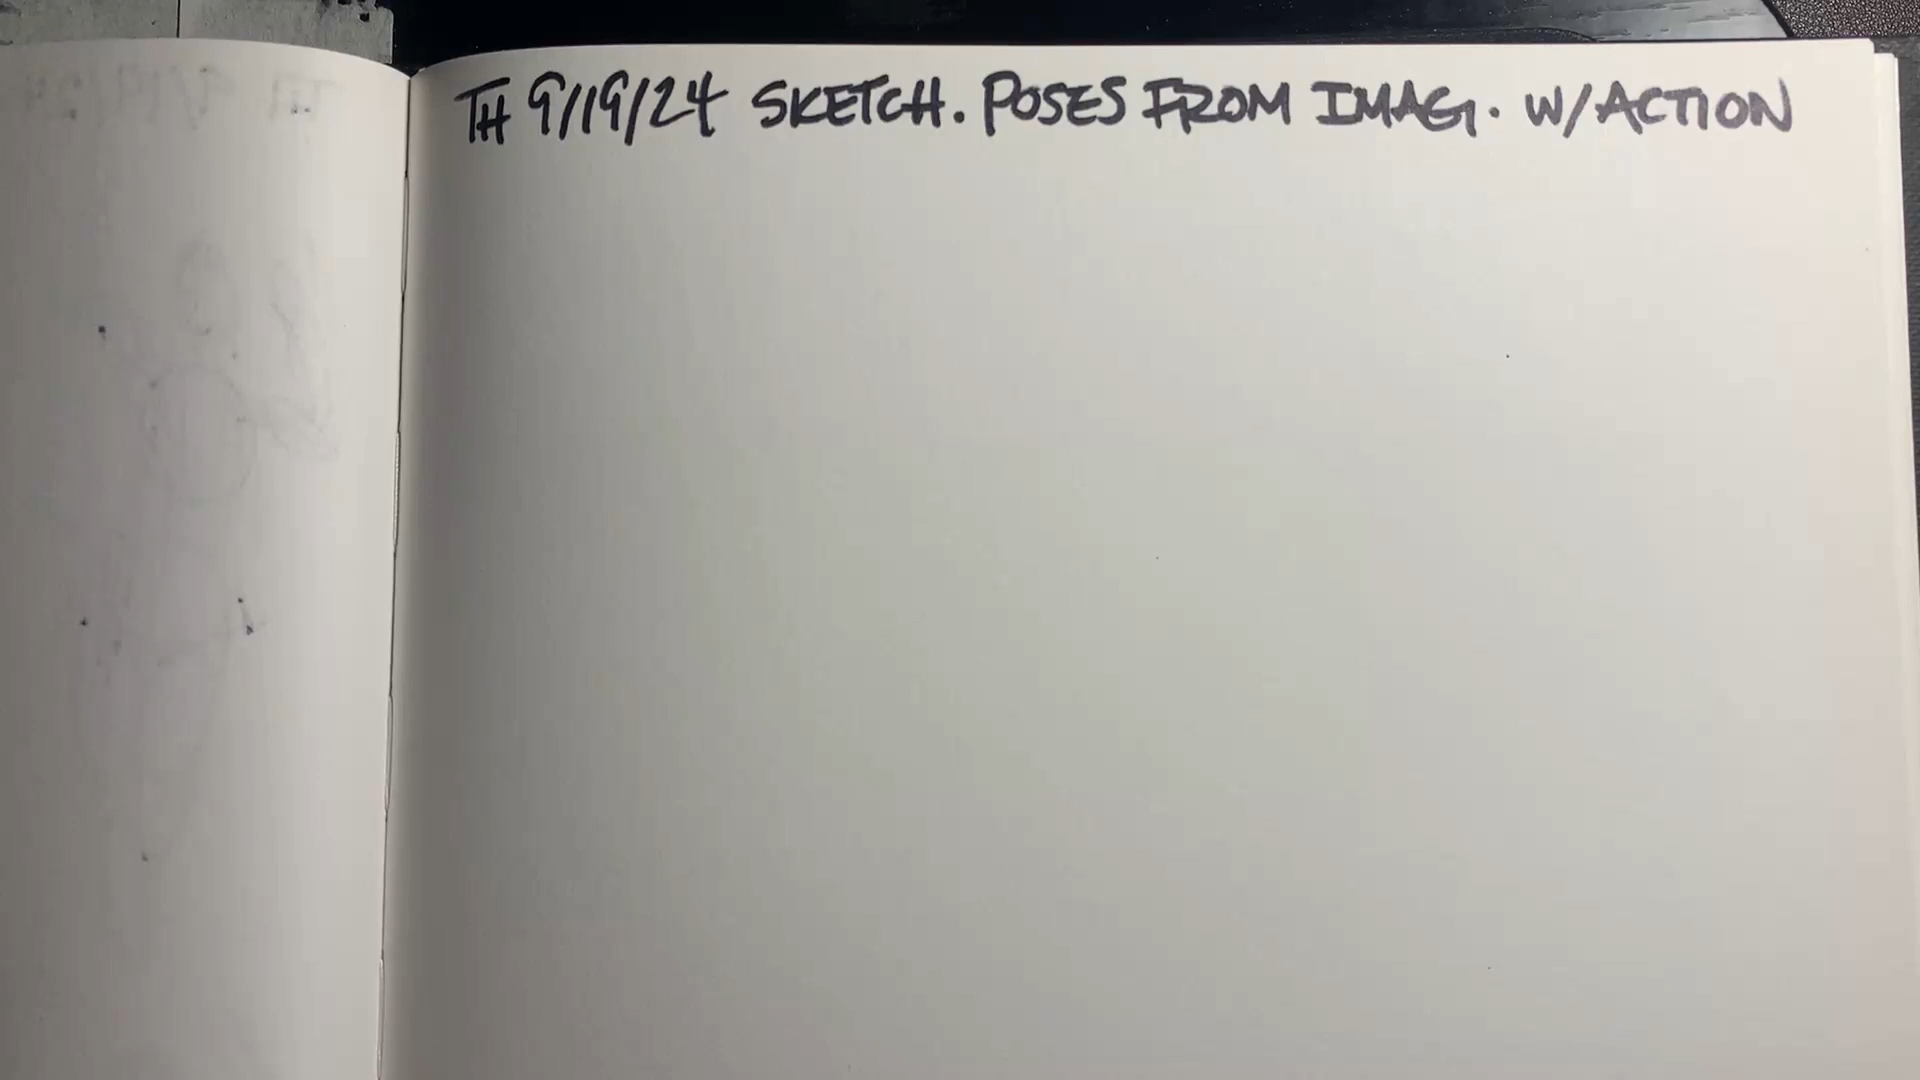 TH 9/19/24 SKETCH. POSES FROM IMAG. W/ACTION